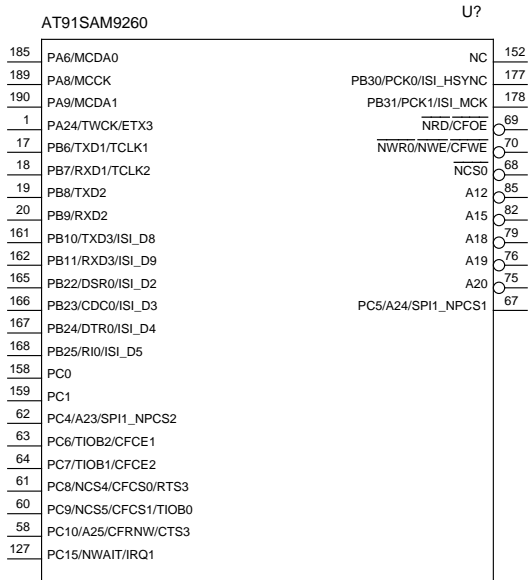 U?
AT91SAM9260
185 PA6/MCDA0 NC 152
189 PA8/MCCK PB30/PCK0/ISI_HSYNC 177
190 PA9/MCDA1 PB31/PCK1/ISI_MCK 178
1 PA24/TWCK/ETX3 NRD/CFOE 69
17 PB6/TXD1/TCLK1 NWR0/NWE/CFWE 70
18 PB7/RXD1/TCLK2 NCS0 68
19 PB8/TXD2 A12 85
20 PB9/RXD2 A15 82
161 PB10/TXD3/ISI_D8 A18 79
162 PB11/RXD3/ISI_D9 A19 76
165 PB22/DSR0/ISI_D2 A20 75
166 PB23/CDC0/ISI_D3 PC5/A24/SPI1_NPCS1 67
167 PB24/DTR0/ISI_D4
168 PB25/RI0/ISI_D5
158 PC0
159 PC1
62 PC4/A23/SPI1_NPCS2
63 PC6/TIOB2/CFCE1
64 PC7/TIOB1/CFCE2
61 PC8/NCS4/CFCS0/RTS3
60 PC9/NCS5/CFCS1/TIOB0
58 PC10/A25/CFRNW/CTS3
127 PC15/NWAIT/IRQ1